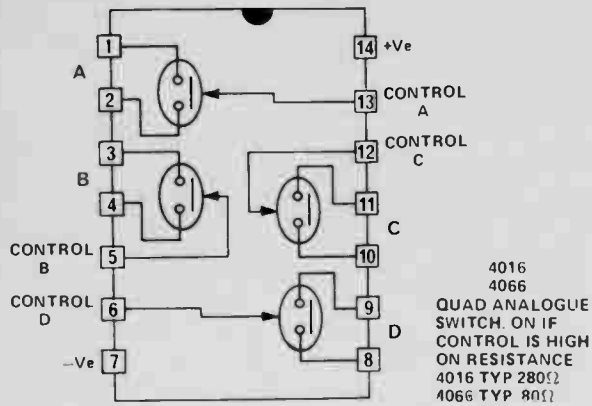 1
A
2
3
B
4
CONTROL
B
5
CONTROL
D
6
-Ve 7
14 +Ve
13 CONTROL
A
12 CONTROL
C
11
C
10
9
D
8
4016
4066
QUAD ANALOGUE
SWITCH. ON IF
CONTROL IS HIGH
ON RESISTANCE
4016 TYP 280Ω
4066 TYP 80Ω